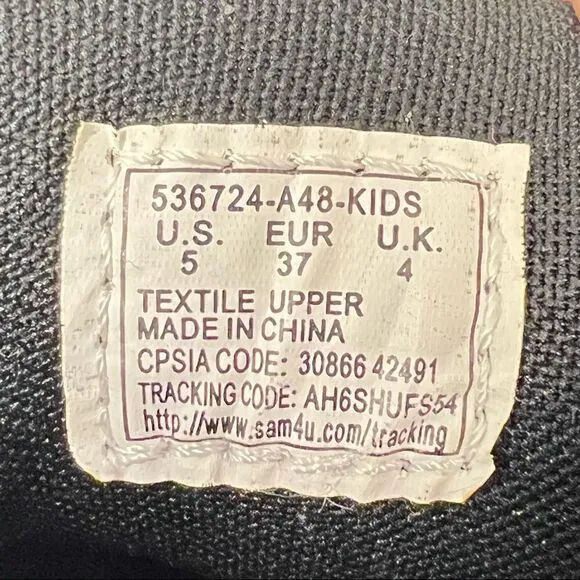 536724-A48-KIDS
U.S. EUR U.K.
5 37 4
TEXTILE UPPER
MADE IN CHINA
CPSIA CODE: 30866 42491
TRACKING CODE: AH6SHUFS54
http://www.sam4u.com/tracking